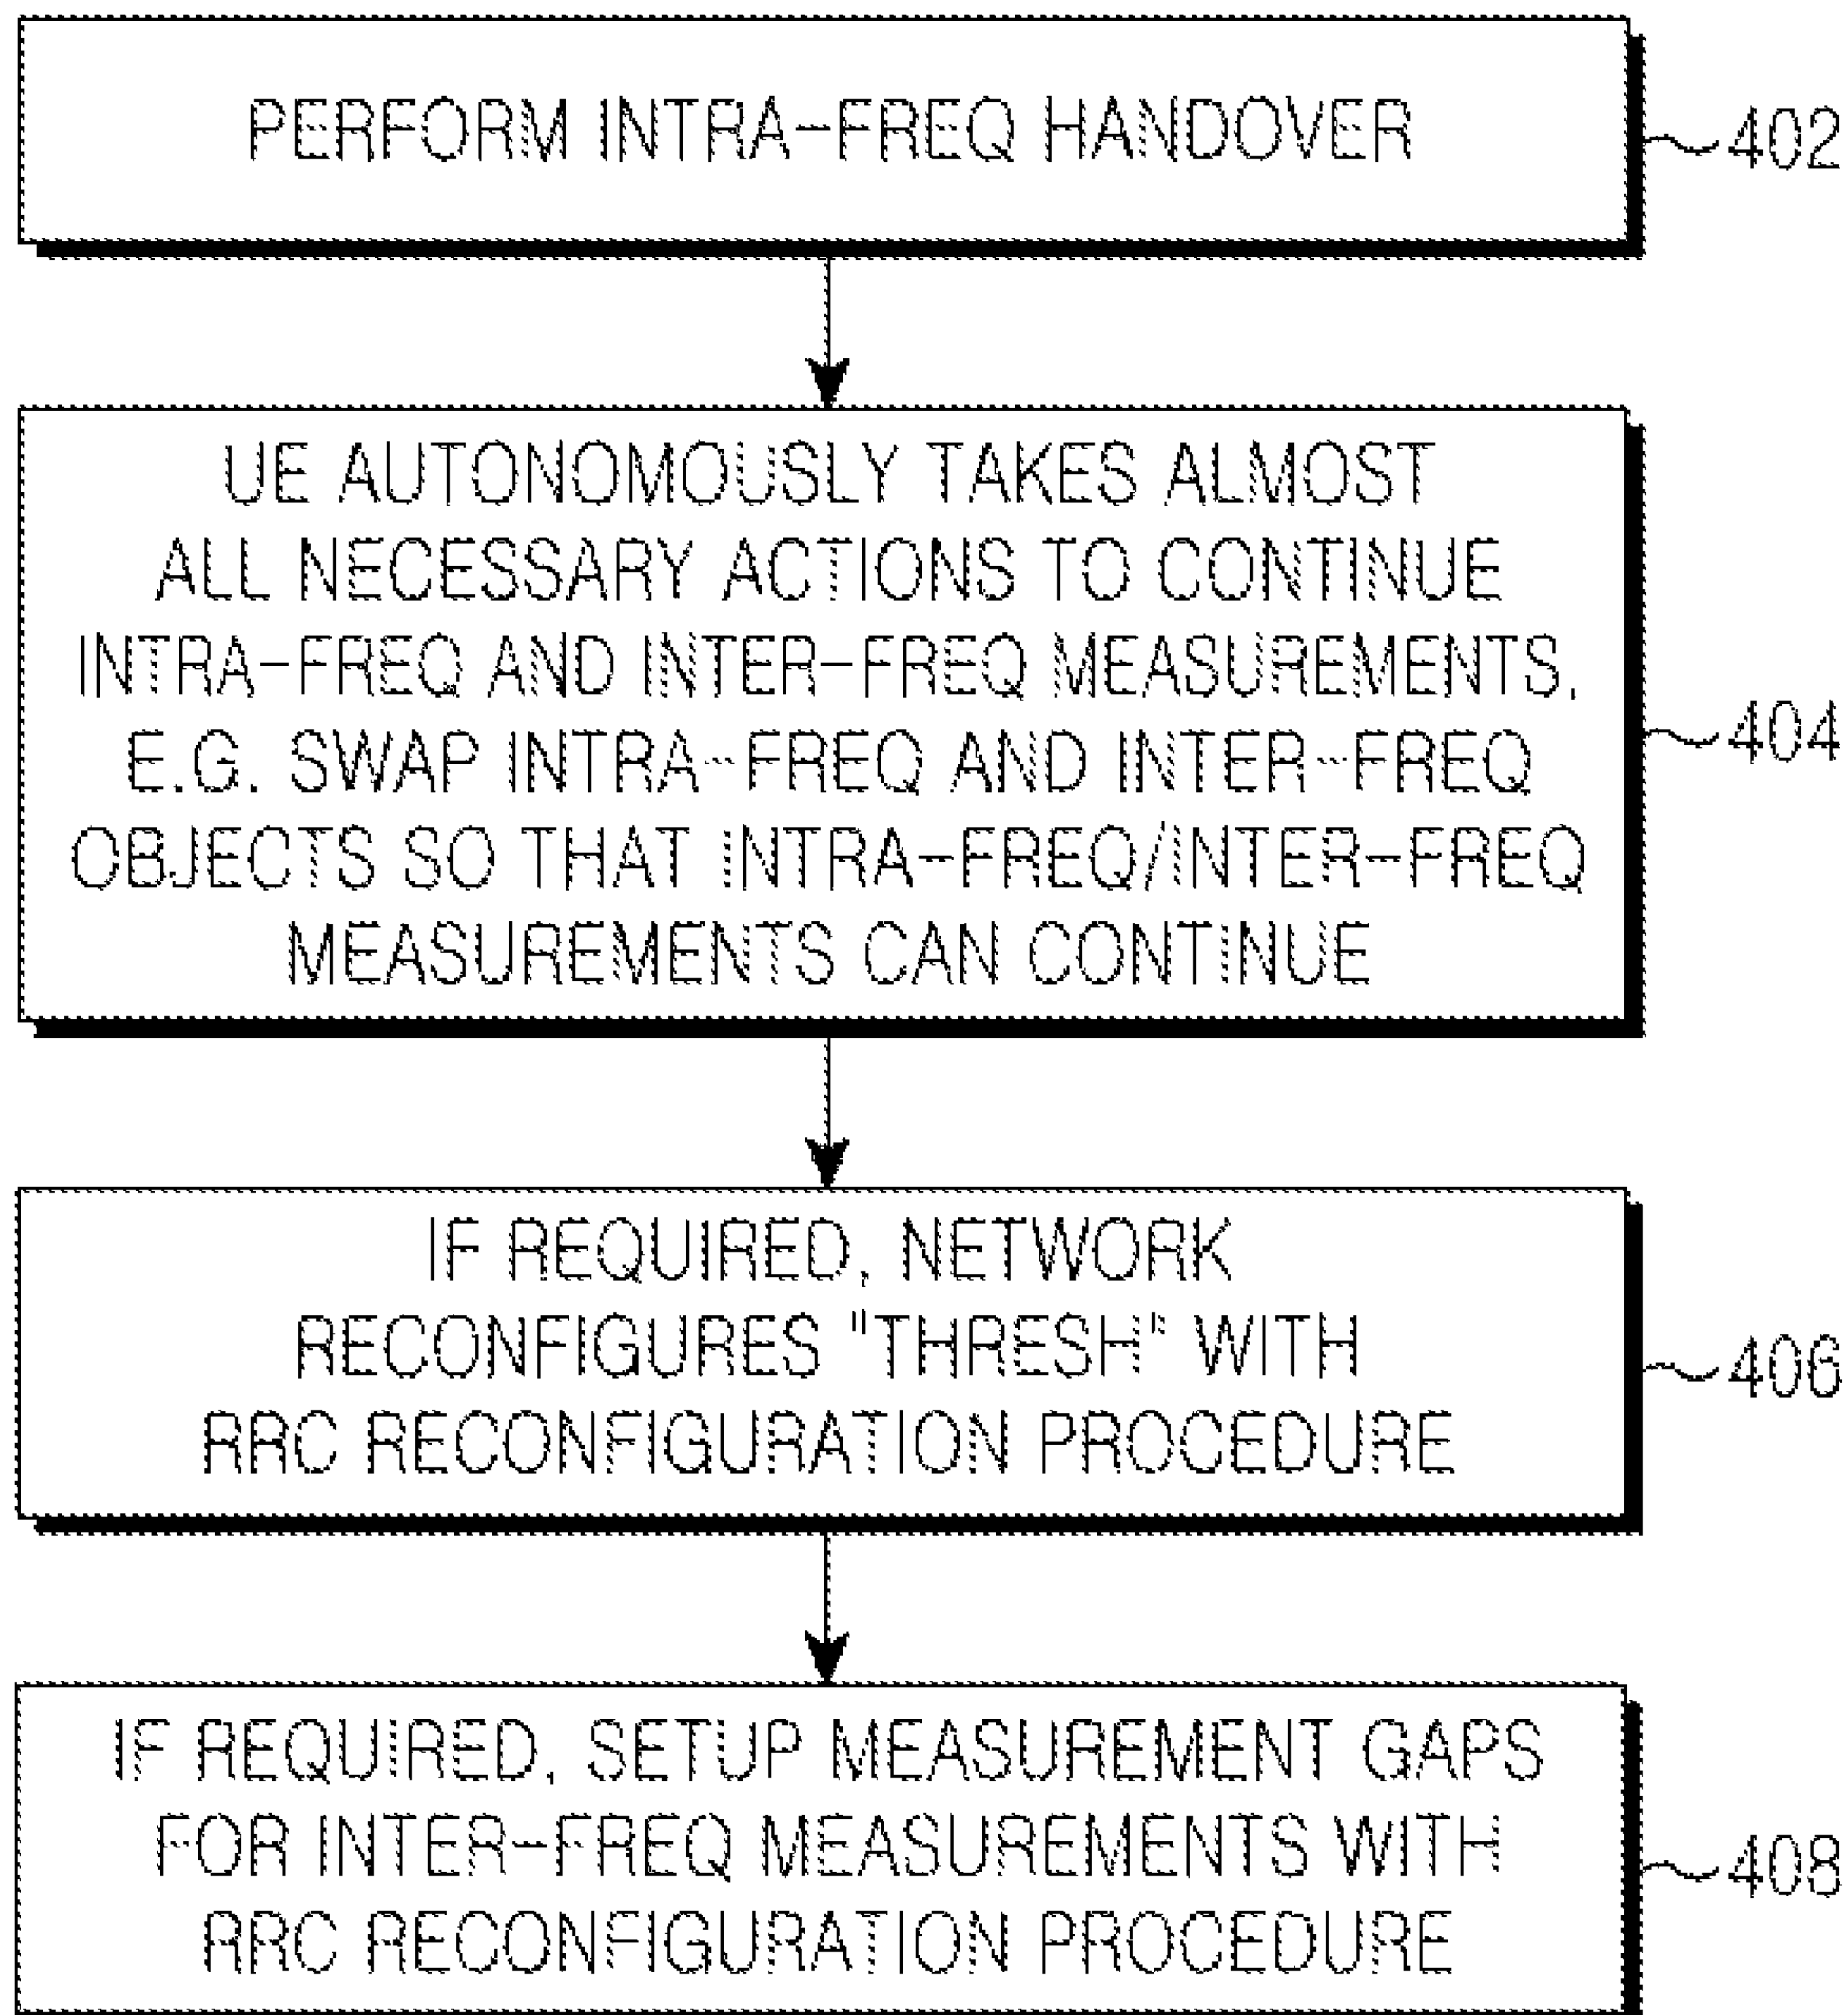 PERFORM INTRA-FREQ HANDOVER
402
UE AUTONOMOUSLY TAKES ALMOST
ALL NECESSARY ACTIONS TO CONTINUE
INTRA-FREQ AND INTER-FREQ MEASUREMENTS,
E.G. SWAP INTRA-FREQ AND INTER-FREQ
OBJECTS SO THAT INTRA-FREQ/INTER-FREQ
MEASUREMENTS CAN CONTINUE
404
IF REQUIRED, NETWORK
RECONFIGURES "THRESH" WITH
RRC RECONFIGURATION PROCEDURE
406
IF REQUIRED, SETUP MEASUREMENT GAPS
FOR INTER-FREQ MEASUREMENTS WITH
RRC RECONFIGURATION PROCEDURE
408